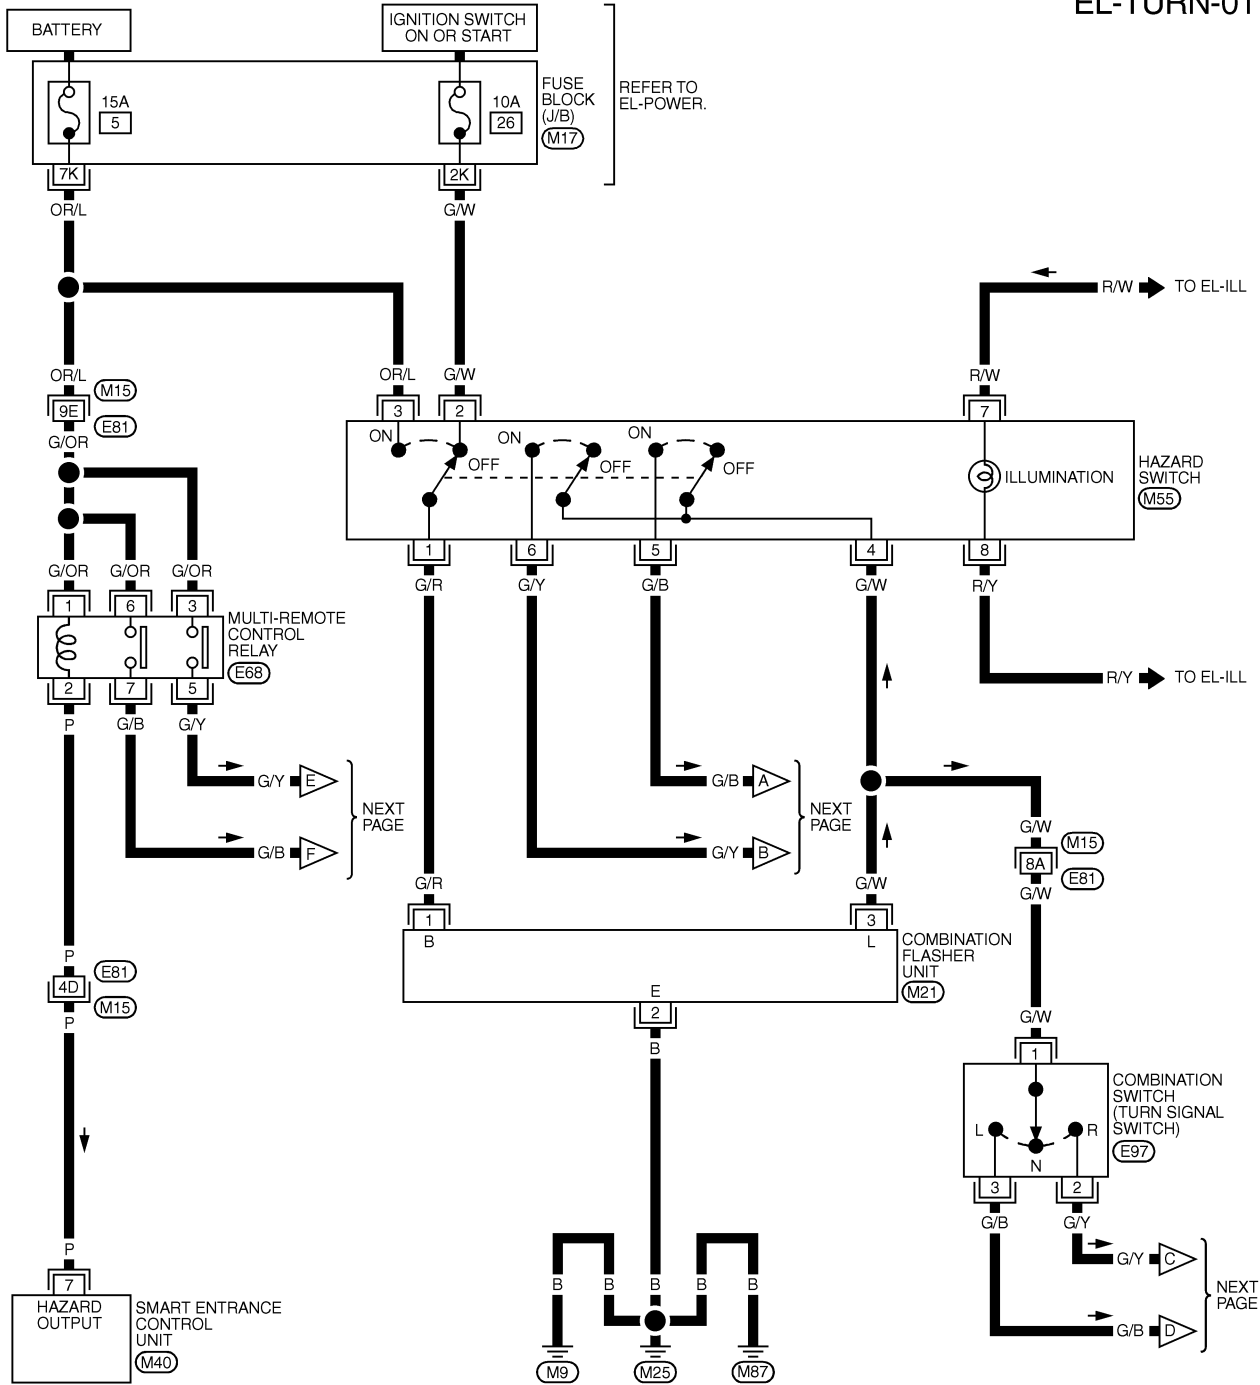 EL-TURN-01
BATTERY
IGNITION SWITCH
ON OR START
15A
5
10A
26
FUSE
BLOCK
(J/B)
M17
REFER TO
EL-POWER.
7K
2K
OR/L
G/W
R/W
TO EL-ILL
OR/L
M15
9E
E81
G/OR
OR/L
G/W
R/W
3
2
7
ON
OFF
ON
OFF
ON
OFF
ILLUMINATION
HAZARD
SWITCH
M55
1
6
5
4
8
G/R
G/Y
G/B
G/W
R/Y
G/OR
G/OR
G/OR
1
6
3
MULTI-REMOTE
CONTROL
RELAY
E68
2
7
5
P
G/B
G/Y
R/Y
TO EL-ILL
G/Y
E
G/B
F
NEXT
PAGE
G/B
A
G/Y
B
NEXT
PAGE
G/W
M15
8A
E81
G/W
G/R
G/W
1
3
B
L
E
2
COMBINATION
FLASHER
UNIT
M21
P
E81
4D
M15
P
B
G/W
1
COMBINATION
SWITCH
(TURN SIGNAL
SWITCH)
E97
L
R
N
3
2
G/B
G/Y
G/Y
C
G/B
D
NEXT
PAGE
P
7
HAZARD
OUTPUT
SMART ENTRANCE
CONTROL
UNIT
M40
B
B
B
B
B
M9
M25
M87